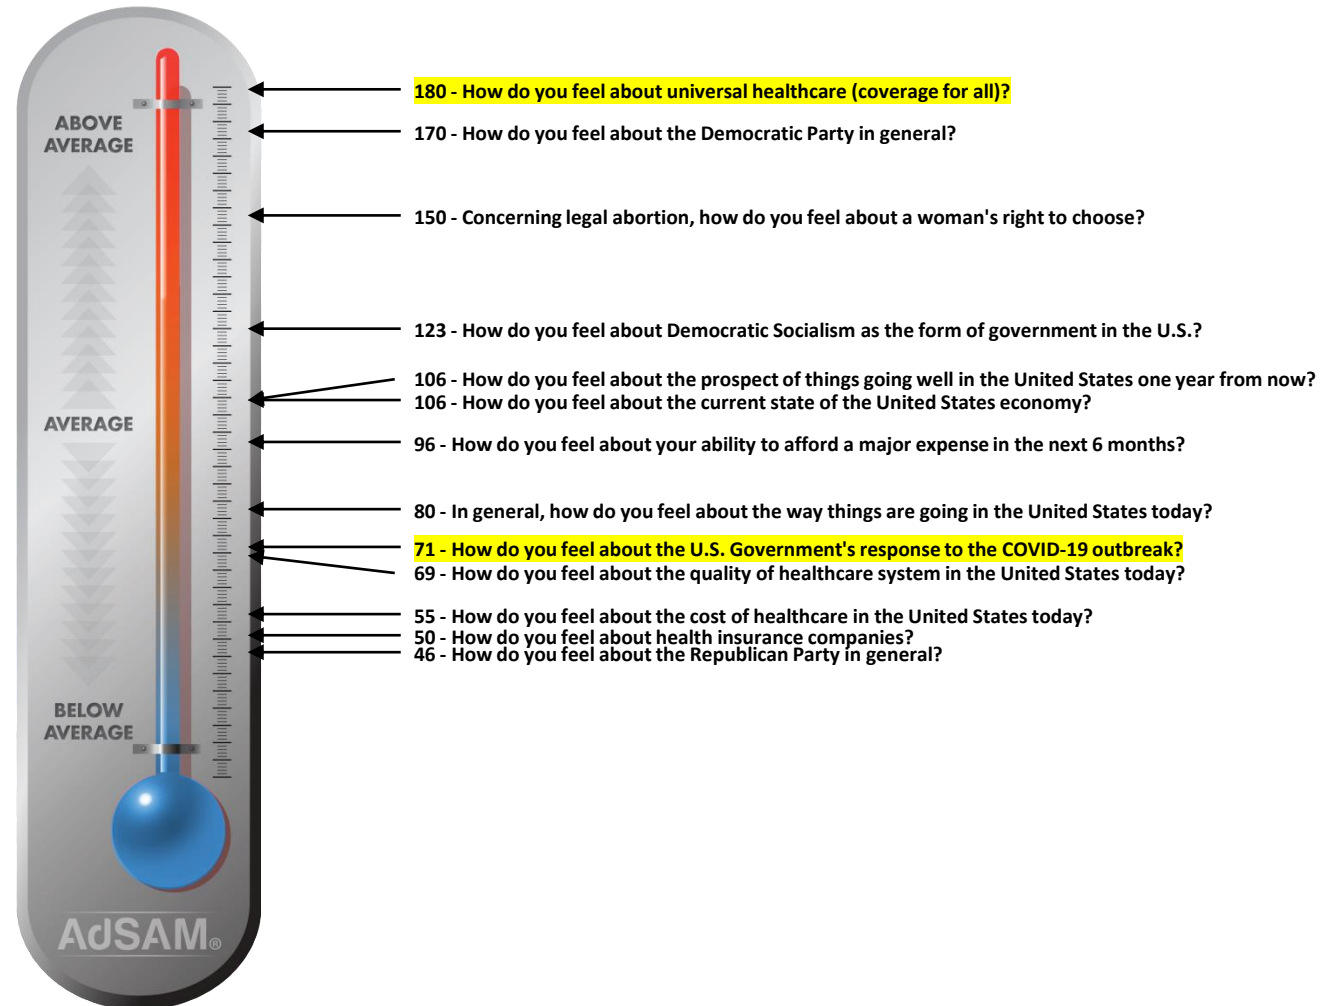 180 - How do you feel about universal healthcare (coverage for all)?
ABOVE
AVERAGE
170 - How do you feel about the Democratic Party in general?
150 - Concerning legal abortion, how do you feel about a woman's right to choose?
123 - How do you feel about Democratic Socialism as the form of government in the U.S.?
106 - How do you feel about the prospect of things going well in the United States one year from now?
106 - How do you feel about the current state of the United States economy?
AVERAGE
96 - How do you feel about your ability to afford a major expense in the next 6 months?
80 - In general, how do you feel about the way things are going in the United States today?
71 - How do you feel about the U.S. Government's response to the COVID-19 outbreak?
69 - How do you feel about the quality of healthcare system in the United States today?
55 - How do you feel about the cost of healthcare in the United States today?
50 - How do you feel about health insurance companies?
46 - How do you feel about the Republican Party in general?
BELOW
AVERAGE
AdSAM®